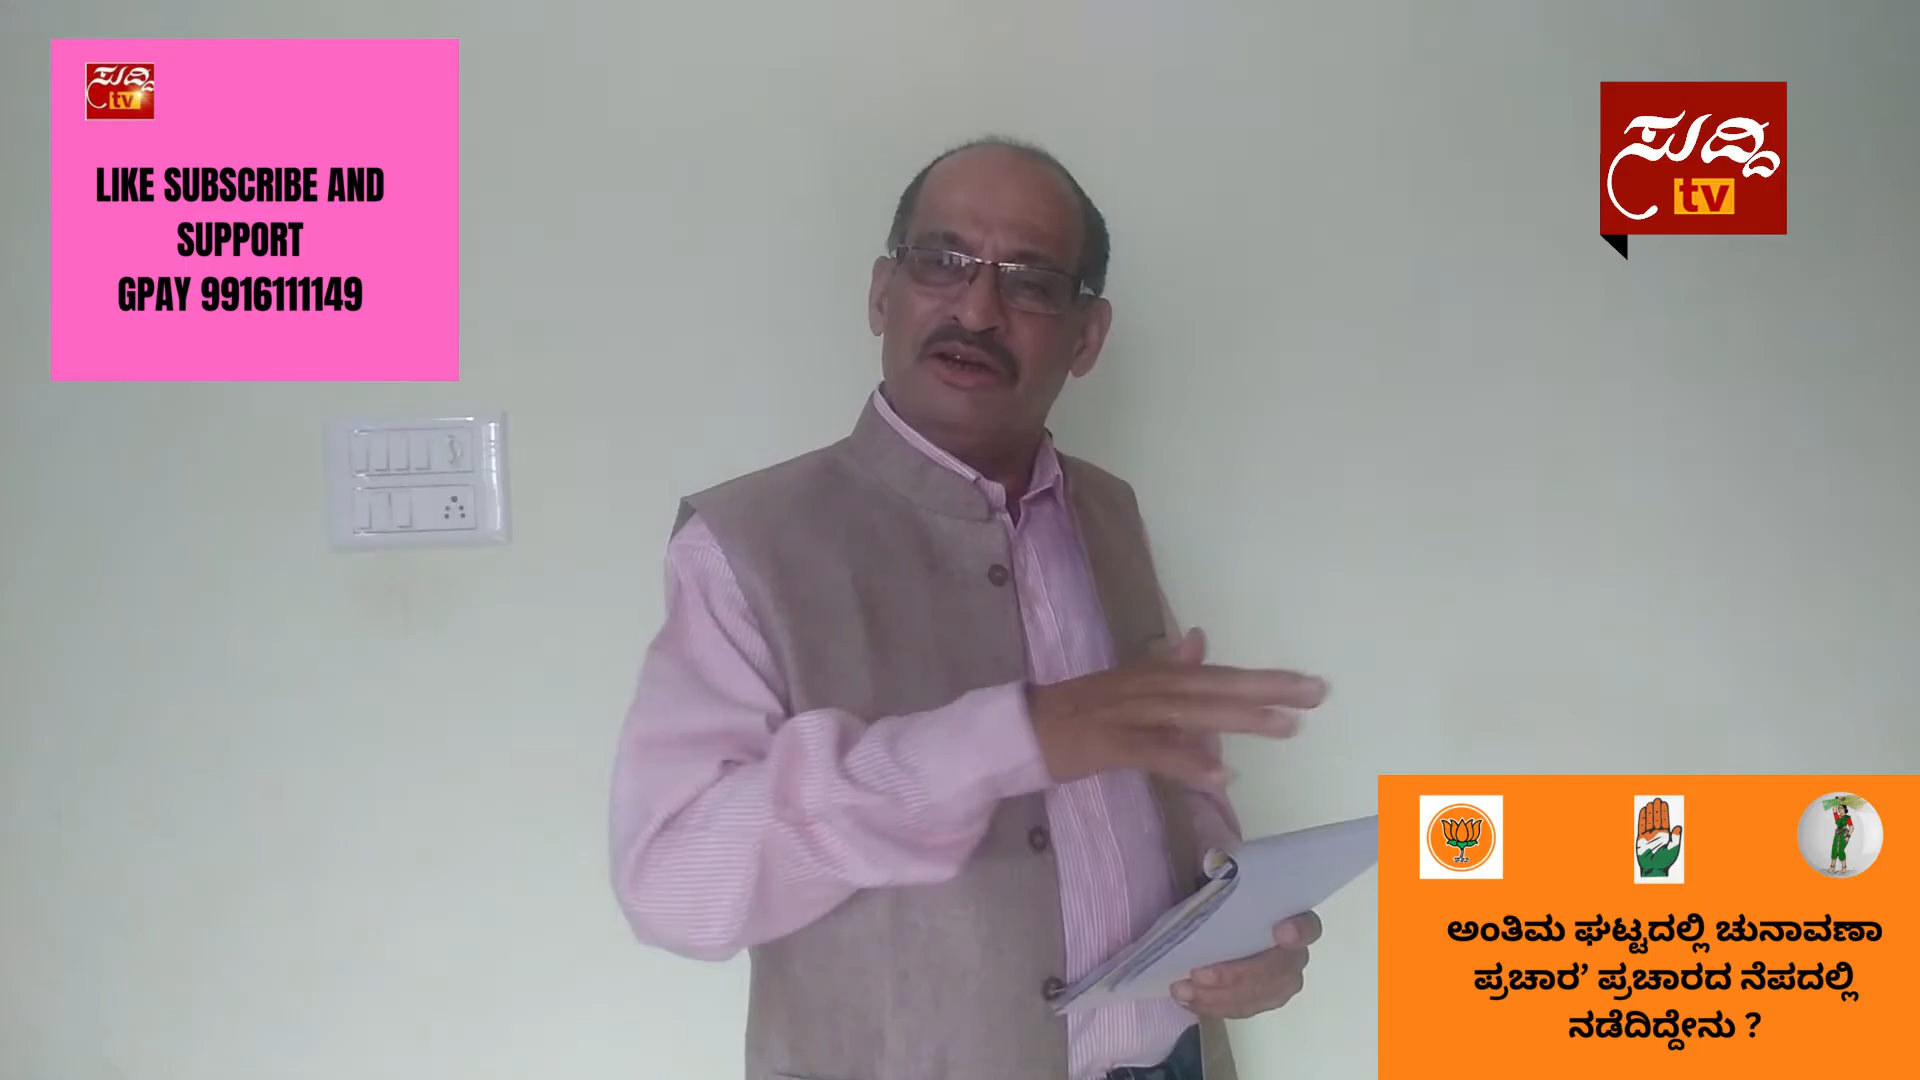 ಸುದ್ದಿ
tv
LIKE SUBSCRIBE AND
SUPPORT
GPAY 9916111149
ಸುದ್ದಿ
tv
ಅಂತಿಮ ಘಟ್ಟದಲ್ಲಿ ಚುನಾವಣಾ
ಪ್ರಚಾರ’ ಪ್ರಚಾರದ ನೆಪದಲ್ಲಿ
ನಡೆದಿದ್ದೇನು ?